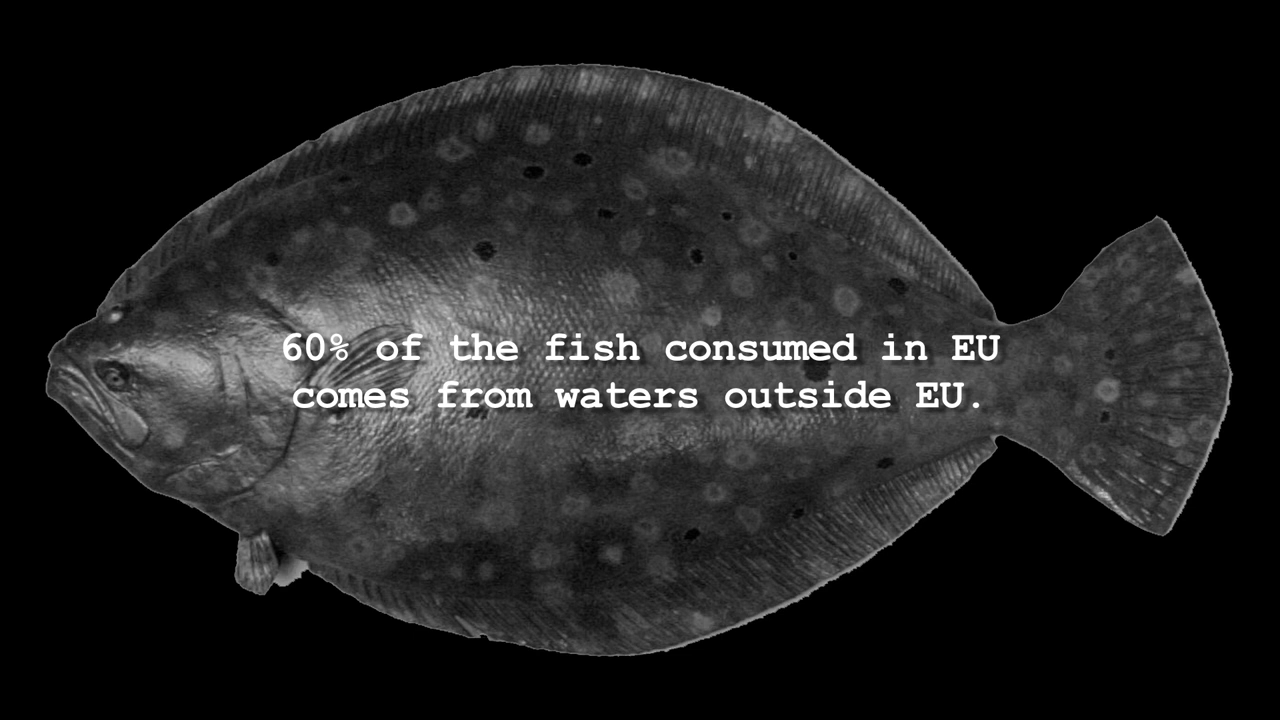 60% of the fish consumed in EU
comes from waters outside EU.